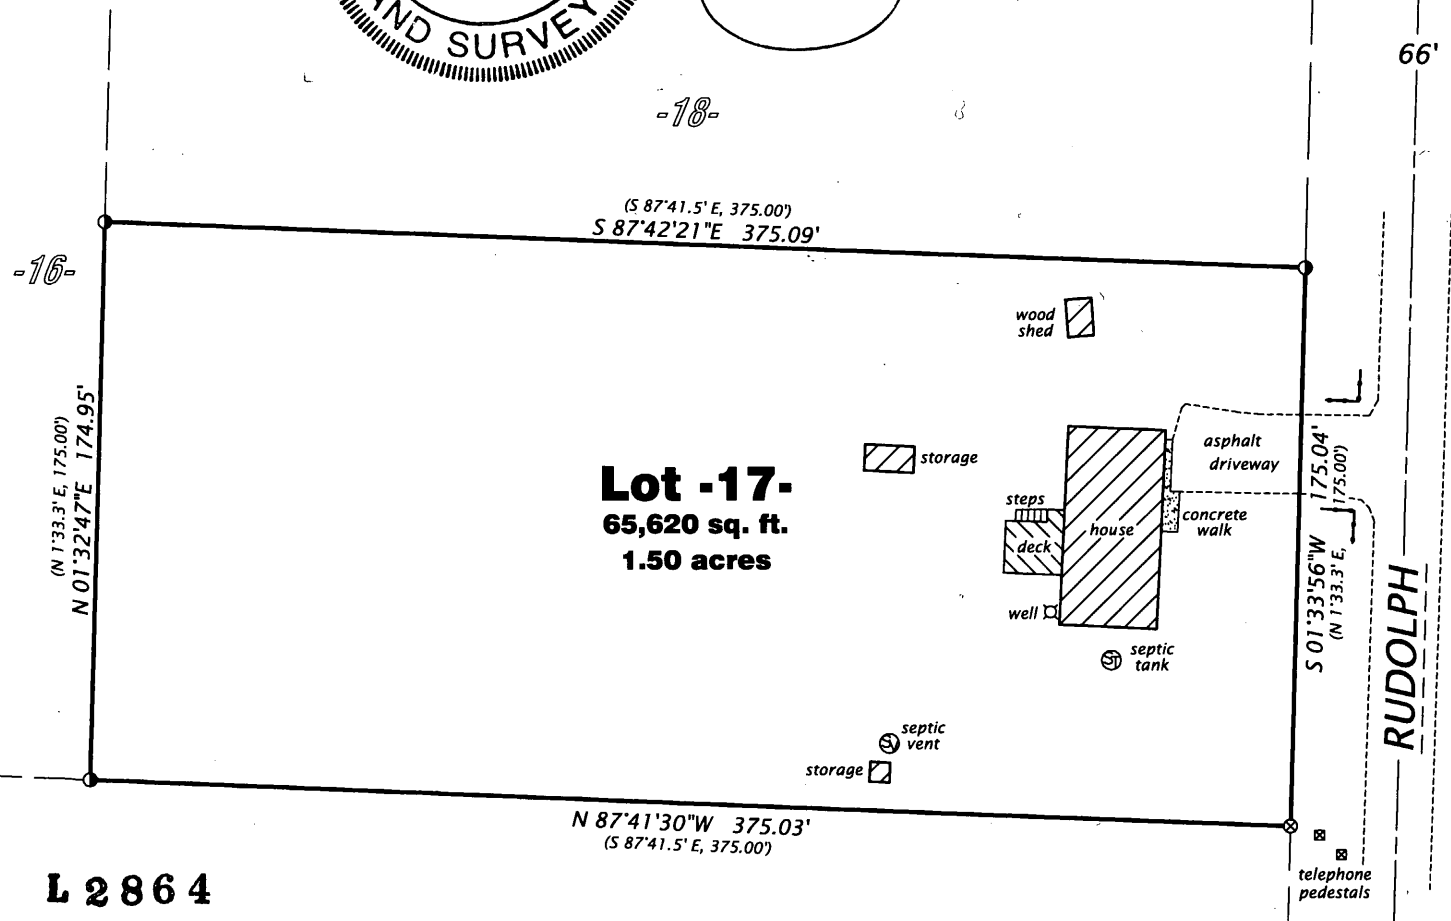 AND SURVEY
66'
-18-
(S 87°41.5' E, 375.00')
S 87°42'21"E 375.09'
-16-
wood
shed
(N 1°33.3' E, 175.00')
N 01°32'47"E 174.95'
storage
Lot -17-
65,620 sq. ft.
1.50 acres
asphalt
driveway
steps
deck
house
concrete
walk
well
septic
tank
S 01°33'56"W 175.04'
(N 1°33.3' E, 175.00')
RUDOLPH
septic
vent
SV
ST
storage
N 87°41'30"W 375.03'
(S 87°41.5' E, 375.00')
telephone
pedestals
L 2864